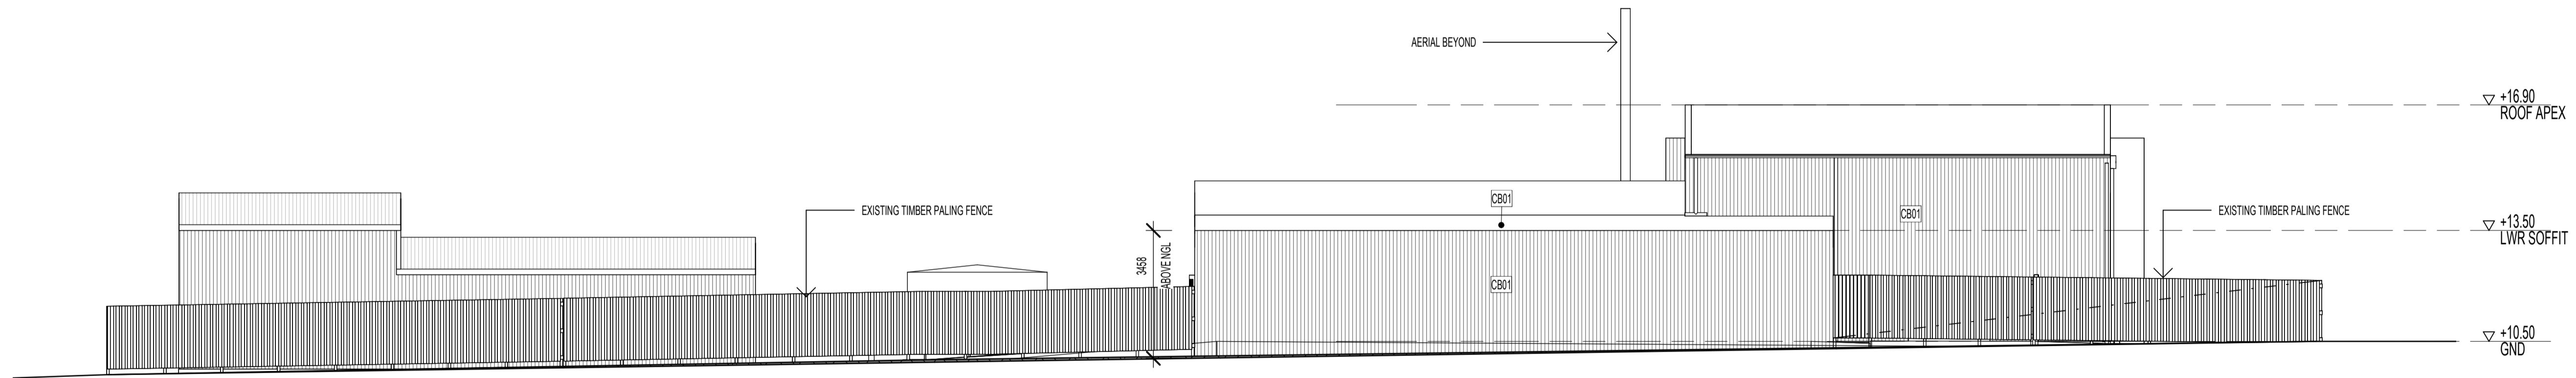 AERIAL BEYOND
+16.90
ROOF APEX
CB01
CB01
EXISTING TIMBER PALING FENCE
EXISTING TIMBER PALING FENCE
+13.50
LWR SOFFIT
3458
ABOVE NGL
CB01
+10.50
GND